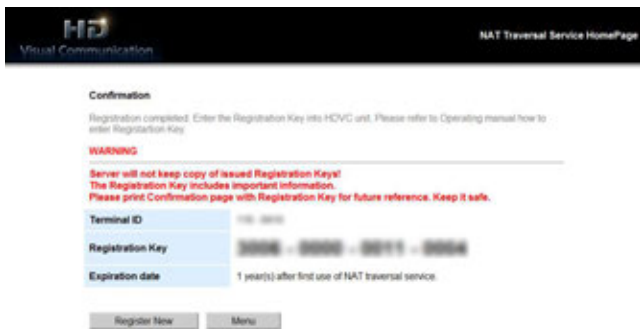 HD
Visual Communication
NAT Traversal Service HomePage
Confirmation
Registration completed. Enter the Registration Key into HDVC unit. Please refer to Operating manual how to
enter Registartion Key.
WARNING
Server will not keep copy of issued Registration Keys!
The Registration Key includes important information.
Please print Confirmation page with Registration Key for future reference. Keep it safe.
Terminal ID
Registration Key
Expiration date 1 year(s) after first use of NAT traversal service.
Register New Menu